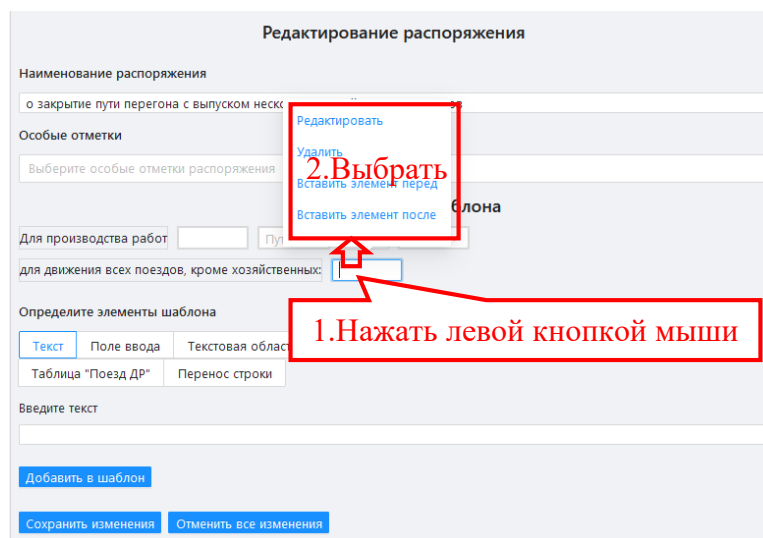 Редактирование распоряжения
Наименование распоряжения
о закрытие пути перегона с выпуском
Редактировать
Особые отметки
Удалить
Выберите особые отметки распоряжения
2.Выбрать
Вставить элемент перед
Вставить элемент после
Для производства работ
для движения всех поездов, кроме хозяйственных:
1.Нажать левой кнопкой мыши
Определите элементы шаблона
Текст Поле ввода Текстовая
Таблица "Поезд ДР" Перенос строки
Введите текст
Добавить в шаблон
Сохранить изменения Отменить все изменения